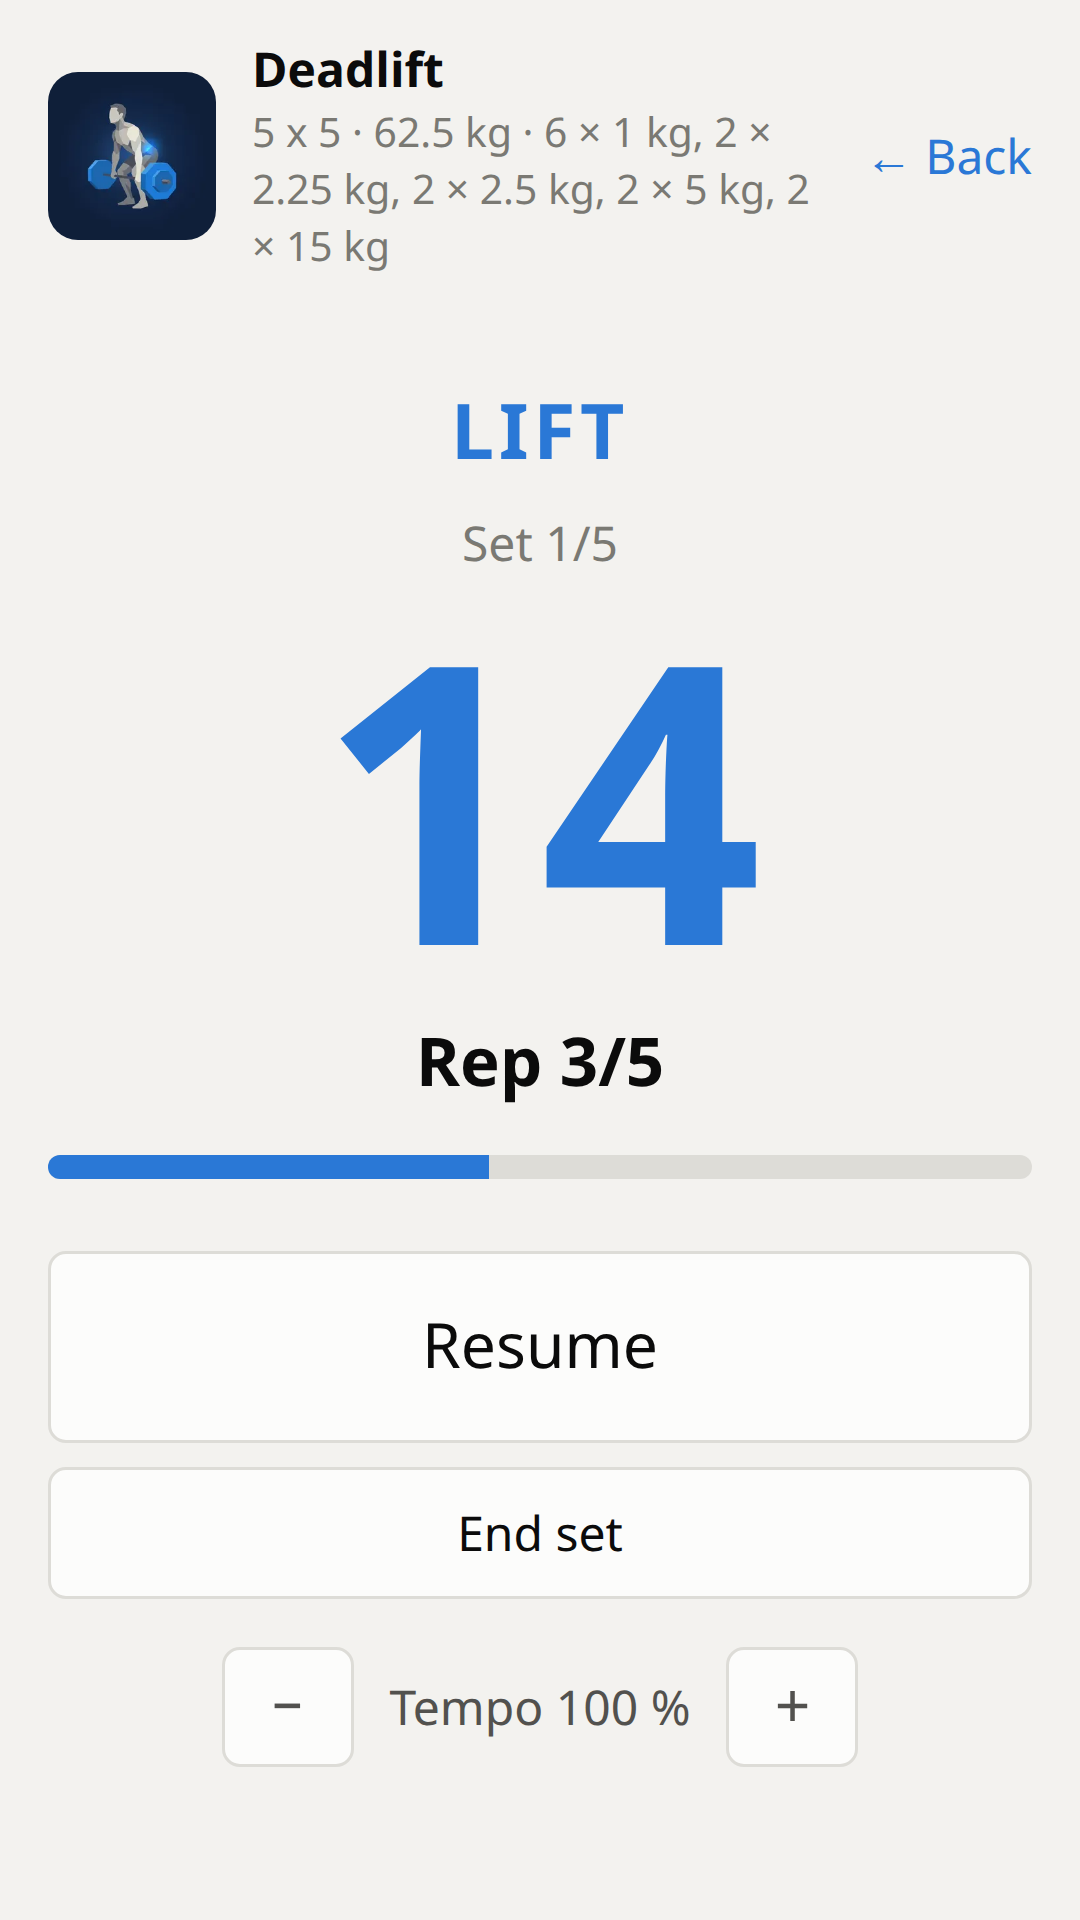 Deadlift
5 x 5 · 62.5 kg · 6 × 1 kg, 2 ×
2.25 kg, 2 × 2.5 kg, 2 × 5 kg, 2
× 15 kg
← Back
LIFT
Set 1/5
14
Rep 3/5
Resume
End set
− Tempo 100 % +